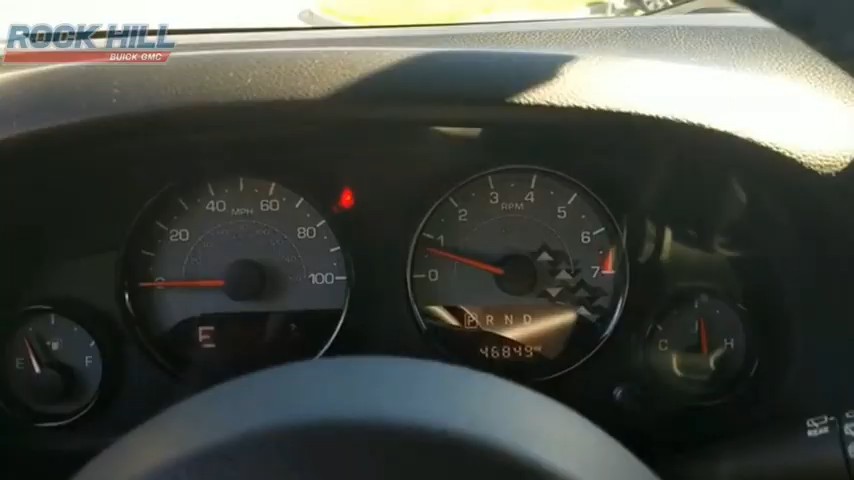 ROCK HILL
BUICK GMC
MPH
20 40 60 80 100
RPM
0 1 2 3 4 5 6 7
E F
E
P R N D
46849
C H
REAR